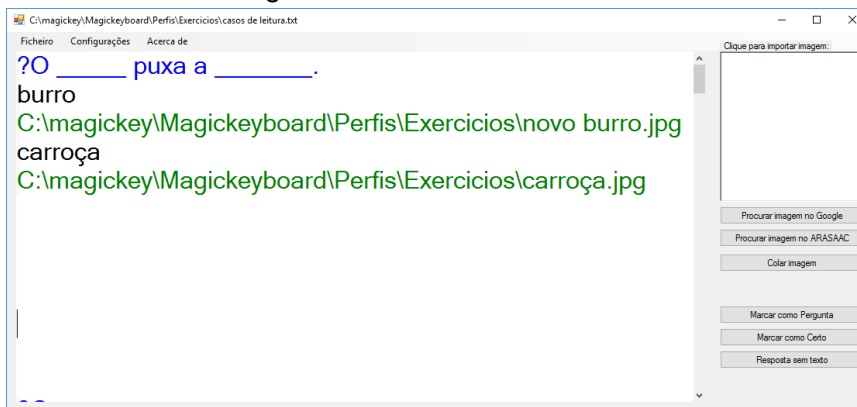 C:\magickey\Magickeyboard\Perfis\Exercicios\casos de leitura.txt
Ficheiro Configurações Acerca de
Clique para importar imagem:
?O ______ puxa a ________.
burro
C:\magickey\Magickeyboard\Perfis\Exercicios\novo burro.jpg
carroça
C:\magickey\Magickeyboard\Perfis\Exercicios\carroça.jpg
Procurar imagem no Google
Procurar imagem no ARASAAC
Colar imagem
Marcar como Pergunta
Marcar como Certo
Resposta sem texto